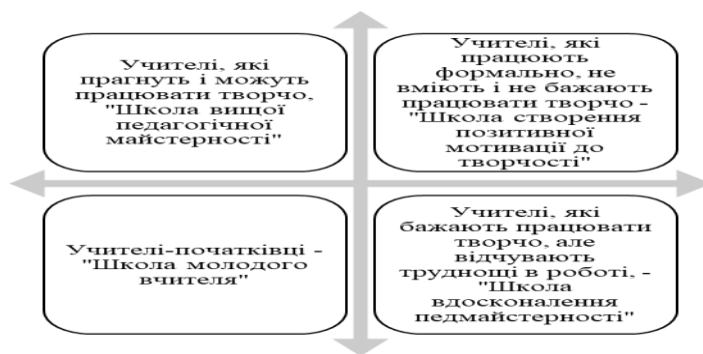 Учителі, які
прагнуть і можуть
працювати творчо,
"Школа вищої
педагогічної
майстерності"
Учителі, які
працюють
формально, не
вміють і не бажають
працювати творчо -
"Школа створення
позитивної
мотивації до
творчості"
Учителі-початківці -
"Школа молодого
вчителя"
Учителі, які
бажають працювати
творчо, але
відчувають
труднощі в роботі, -
"Школа
вдосконалення
педмайстерності"